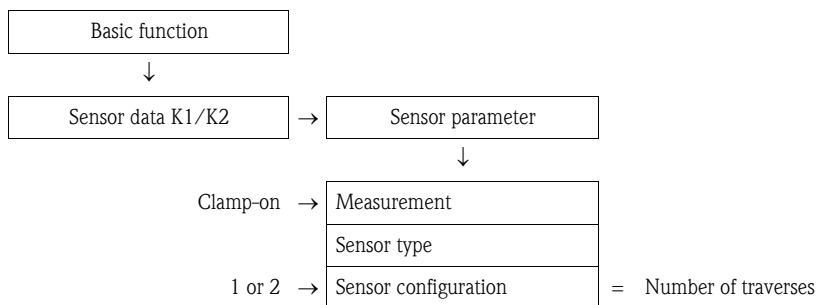 Basic function
↓
Sensor data K1/K2 → Sensor parameter
↓
Clamp-on → Measurement
Sensor type
1 or 2 → Sensor configuration = Number of traverses